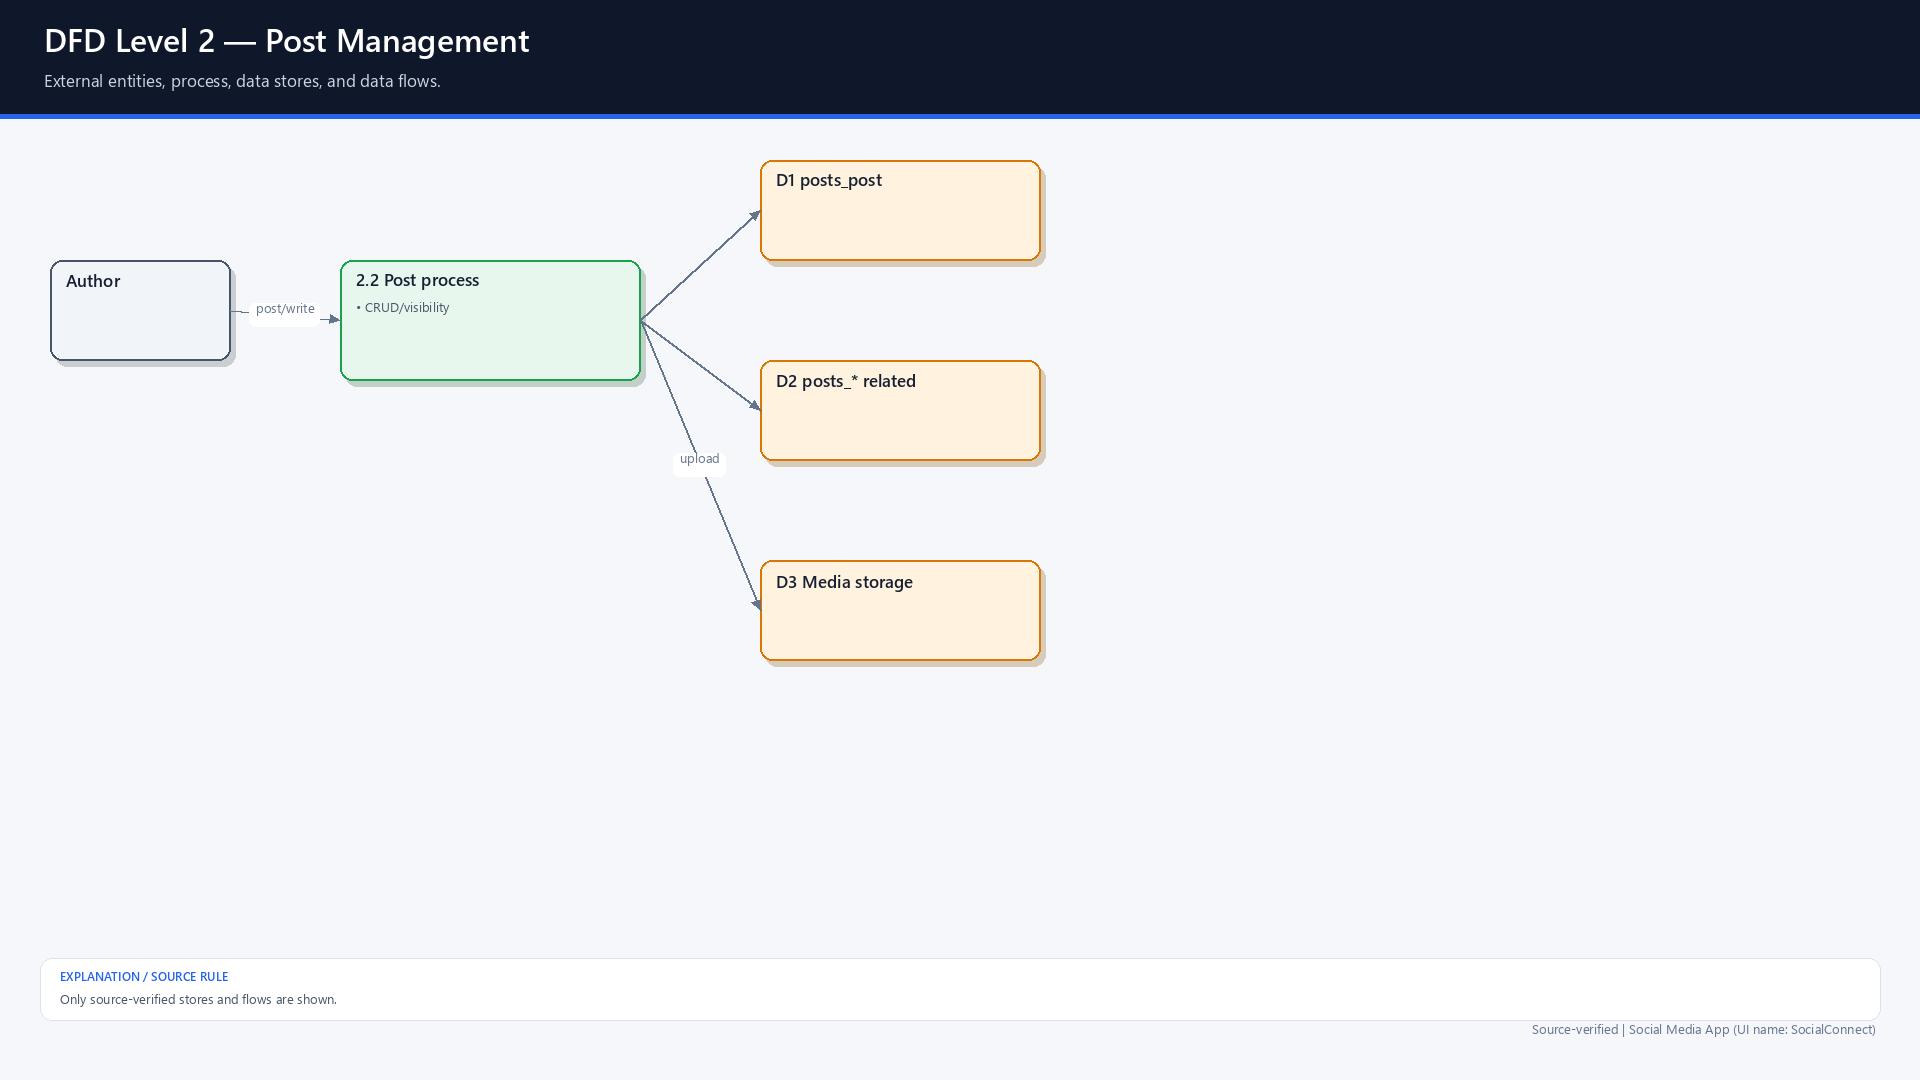 DFD Level 2 — Post Management
External entities, process, data stores, and data flows.
D1 posts_post
Author
post/write
2.2 Post process
• CRUD/visibility
D2 posts_* related
upload
D3 Media storage
EXPLANATION / SOURCE RULE
Only source-verified stores and flows are shown.
Source-verified | Social Media App (UI name: SocialConnect)